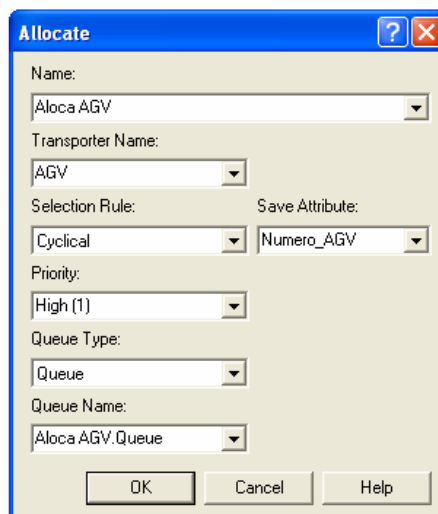 Allocate
Name:
Aloca AGV
Transporter Name:
AGV
Selection Rule: Save Attribute:
Cyclical Numero_AGV
Priority:
High (1)
Queue Type:
Queue
Queue Name:
Aloca AGV.Queue
OK Cancel Help